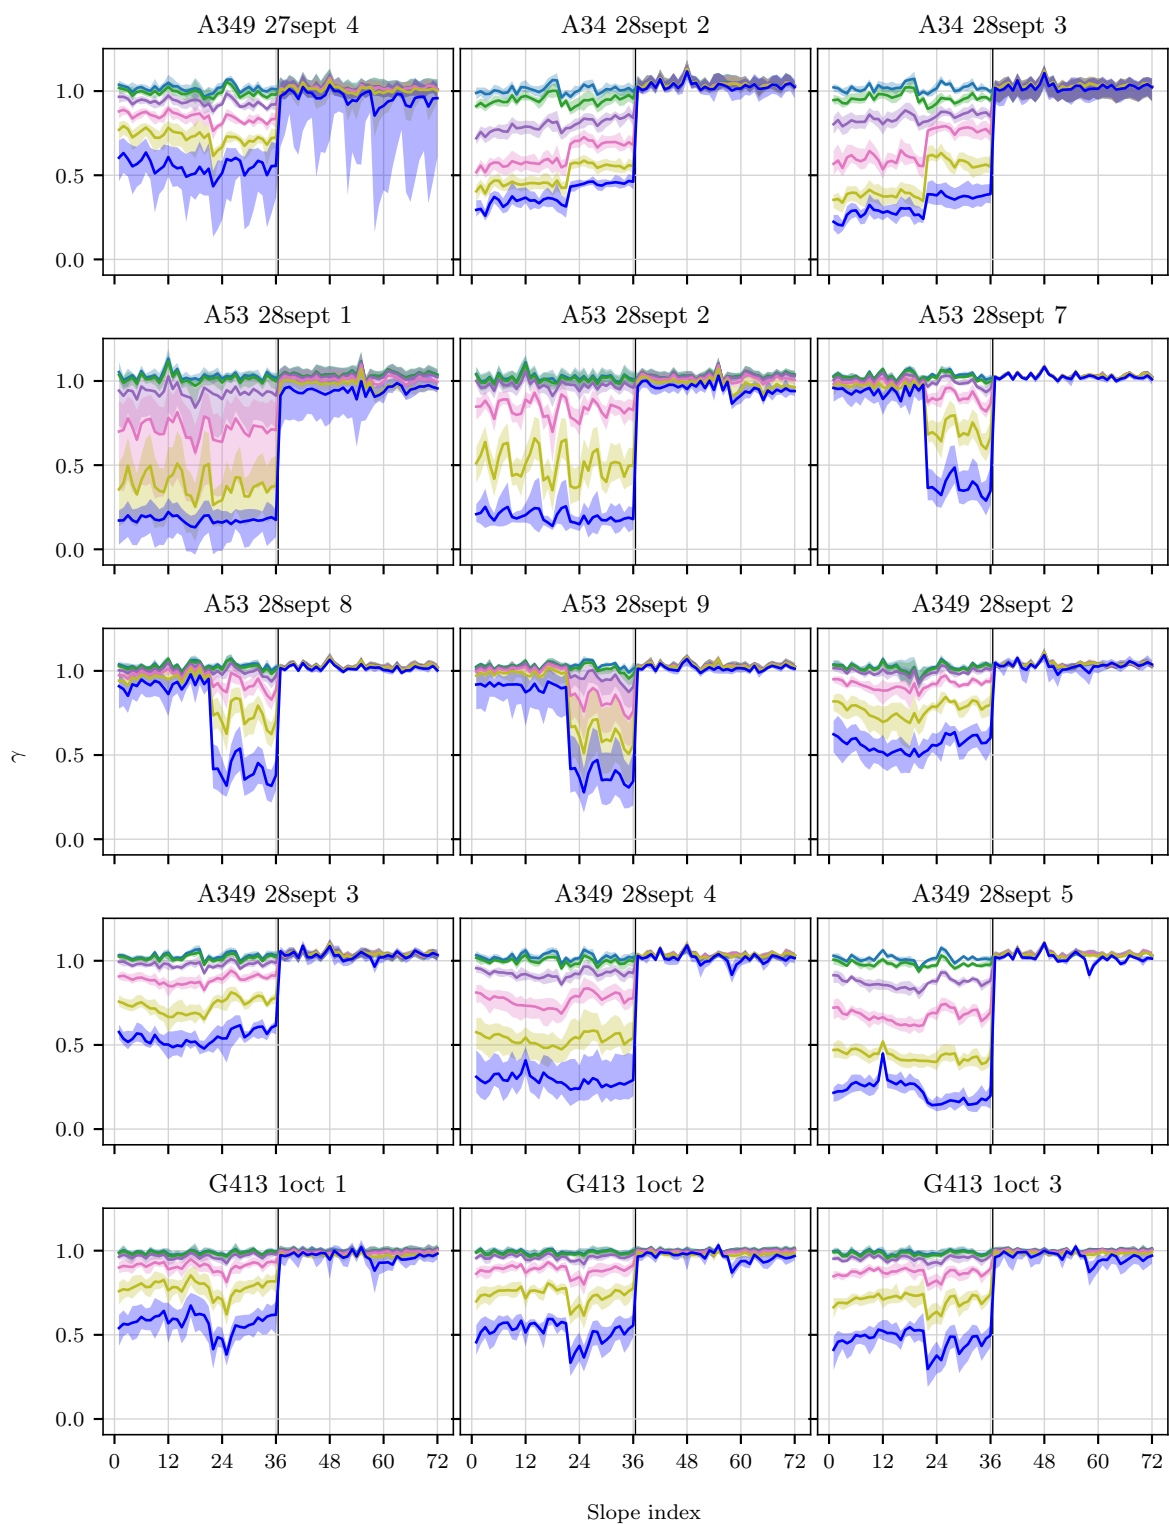 A349 27sept 4 A34 28sept 2 A34 28sept 3
1.0
0.5
0.0
A53 28sept 1 A53 28sept 2 A53 28sept 7
1.0
0.5
0.0
A53 28sept 8 A53 28sept 9 A349 28sept 2
1.0
0.5
0.0
γ
A349 28sept 3 A349 28sept 4 A349 28sept 5
1.0
0.5
0.0
G413 1oct 1 G413 1oct 2 G413 1oct 3
1.0
0.5
0.0
0 12 24 36 48 60 72 0 12 24 36 48 60 72 0 12 24 36 48 60 72
Slope index